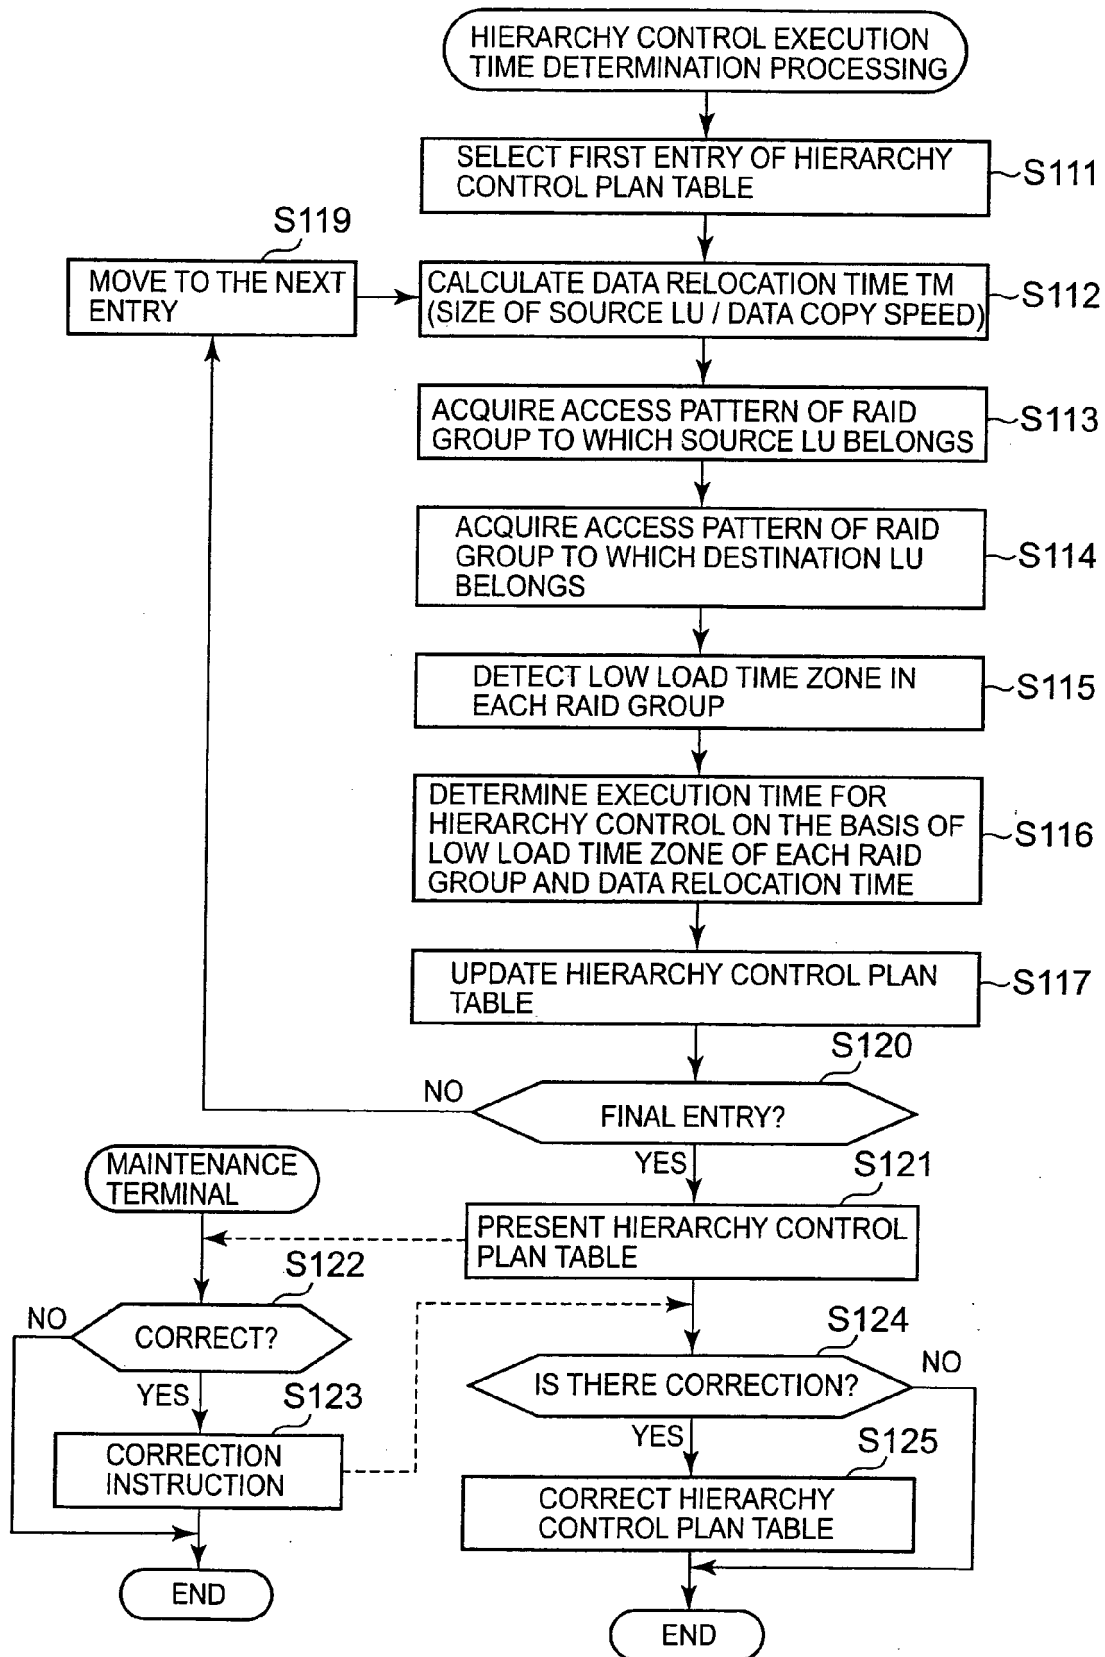 HIERARCHY CONTROL EXECUTION
TIME DETERMINATION PROCESSING
SELECT FIRST ENTRY OF HIERARCHY
CONTROL PLAN TABLE
S111
S119
MOVE TO THE NEXT
ENTRY
CALCULATE DATA RELOCATION TIME TM
(SIZE OF SOURCE LU / DATA COPY SPEED)
S112
ACQUIRE ACCESS PATTERN OF RAID
GROUP TO WHICH SOURCE LU BELONGS
S113
ACQUIRE ACCESS PATTERN OF RAID
GROUP TO WHICH DESTINATION LU
BELONGS
S114
DETECT LOW LOAD TIME ZONE IN
EACH RAID GROUP
S115
DETERMINE EXECUTION TIME FOR
HIERARCHY CONTROL ON THE BASIS OF
LOW LOAD TIME ZONE OF EACH RAID
GROUP AND DATA RELOCATION TIME
S116
UPDATE HIERARCHY CONTROL PLAN
TABLE
S117
S120
NO
FINAL ENTRY?
YES
MAINTENANCE
TERMINAL
S121
PRESENT HIERARCHY CONTROL
PLAN TABLE
S122
NO
CORRECT?
YES
S123
CORRECTION
INSTRUCTION
END
S124
IS THERE CORRECTION?
NO
YES
S125
CORRECT HIERARCHY
CONTROL PLAN TABLE
END